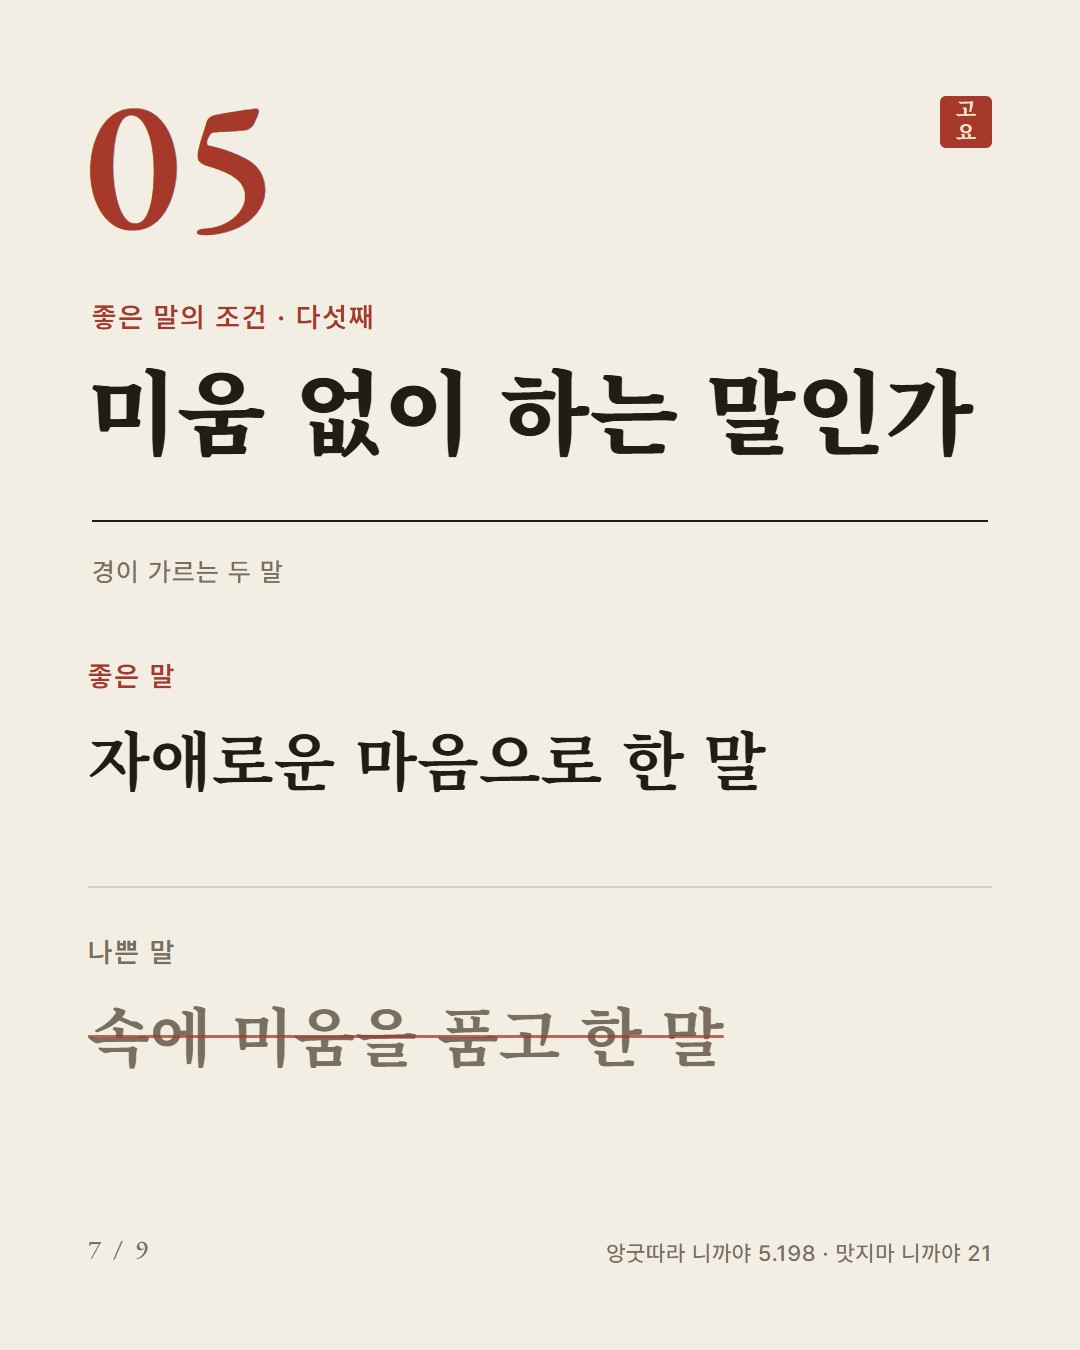 05
고
요
좋은 말의 조건 · 다섯째
미움 없이 하는 말인가
경이 가르는 두 말
좋은 말
자애로운 마음으로 한 말
나쁜 말
속에 미움을 품고 한 말
7 / 9
앙굿따라 니까야 5.198 · 맛지마 니까야 21